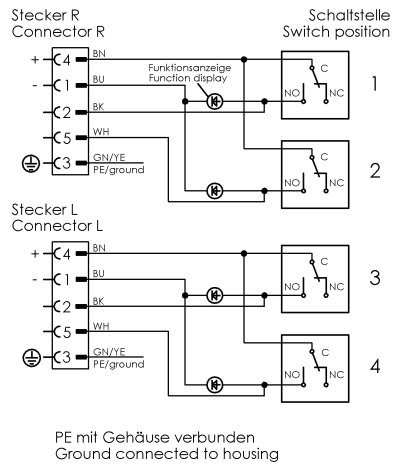 Stecker R
Connector R
Schaltstelle
Switch position
+ 4 BN
Funktionsanzeige
Function display
- 1 BU
2 BK
5 WH
3 GN/YE
PE/ground
C
NO NC
1
C
NO NC
2
Stecker L
Connector L
+ 4 BN
- 1 BU
2 BK
5 WH
3 GN/YE
PE/ground
C
NO NC
3
C
NO NC
4
PE mit Gehäuse verbunden
Ground connected to housing